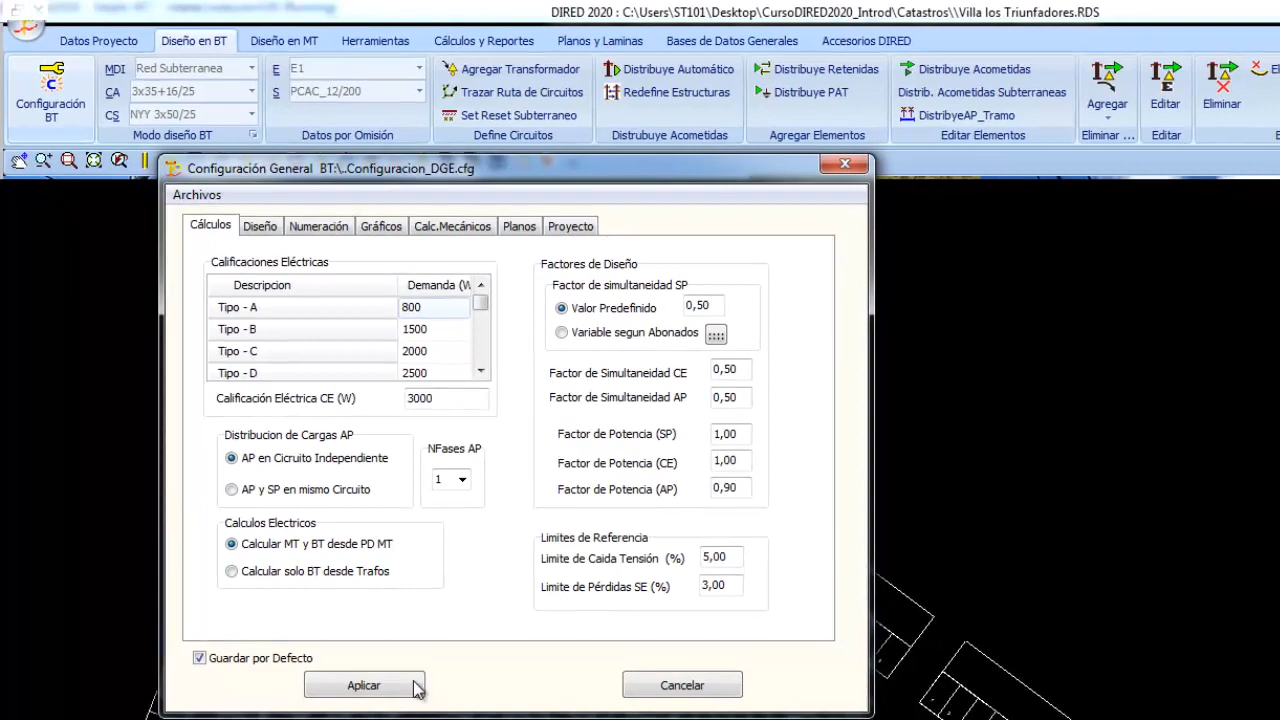 DIRED 2020 : C:\Users\ST101\Desktop\CursoDIRED2020_Introd\Catastros\\Villa los Triunfadores.RDS
Datos Proyecto Diseño en BT Diseño en MT Herramientas Cálculos y Reportes Planos y Laminas Bases de Datos Generales Accesorios DIRED
MDI Red Subterranea E E1 Agregar Transformador Distribuye Automático Distribuye Retenidas Distribuye Acometidas
CA 3x35+16/25 S PCAC_12/200 Trazar Ruta de Circuitos Redefine Estructuras Distribuye PAT Distrib. Acometidas Subterraneas
Configuración BT
CS NYY 3x50/25 Set Reset Subterraneo DistribyeAP_Tramo
Agregar Editar Eliminar
Modo diseño BT Datos por Omisión Define Circuitos Distrubuye Acometidas Agregar Elementos Editar Elementos Eliminar ... Editar
Configuración General BT:\..Configuracion_DGE.cfg
Archivos
Cálculos Diseño Numeración Gráficos Calc.Mecánicos Planos Proyecto
Calificaciones Eléctricas
Descripcion Demanda (W
Tipo - A 800
Tipo - B 1500
Tipo - C 2000
Tipo - D 2500
Calificación Eléctrica CE (W) 3000
Distribucion de Cargas AP
AP en Cicruito Independiente
AP y SP en mismo Circuito
NFases AP
1
Calculos Electricos
Calcular MT y BT desde PD MT
Calcular solo BT desde Trafos
Factores de Diseño
Factor de simultaneidad SP
Valor Predefinido 0,50
Variable segun Abonados
Factor de Simultaneidad CE 0,50
Factor de Simultaneidad AP 0,50
Factor de Potencia (SP) 1,00
Factor de Potencia (CE) 1,00
Factor de Potencia (AP) 0,90
Limites de Referencia
Limite de Caida Tensión (%) 5,00
Limite de Pérdidas SE (%) 3,00
Guardar por Defecto
Aplicar Cancelar